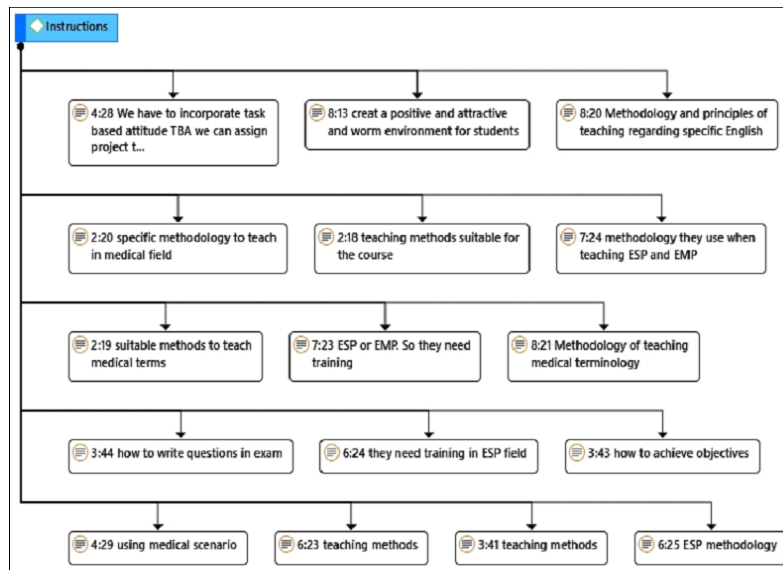 Instructions
4:28 We have to incorporate task
based attitude TBA we can assign
project t...
8:13 creat a positive and attractive
and worm environment for students
8:20 Methodology and principles of
teaching regarding specific English
2:20 specific methodology to teach
in medical field
2:18 teaching methods suitable for
the course
7:24 methodology they use when
teaching ESP and EMP
2:19 suitable methods to teach
medical terms
7:23 ESP or EMP. So they need
training
8:21 Methodology of teaching
medical terminology
3:44 how to write questions in exam
6:24 they need training in ESP field
3:43 how to achieve objectives
4:29 using medical scenario
6:23 teaching methods
3:41 teaching methods
6:25 ESP methodology